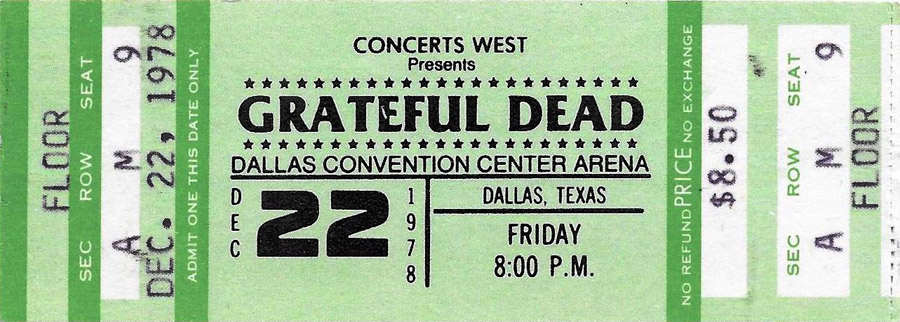 FLOOR
SEC ROW SEAT
A M 9
DEC. 22, 1978
ADMIT ONE THIS DATE ONLY
CONCERTS WEST
Presents
GRATEFUL DEAD
DALLAS CONVENTION CENTER ARENA
DEC 22 1978
DALLAS, TEXAS
FRIDAY
8:00 P.M.
NO REFUND PRICE NO EXCHANGE
$8.50
SEC ROW SEAT
A M 9
FLOOR